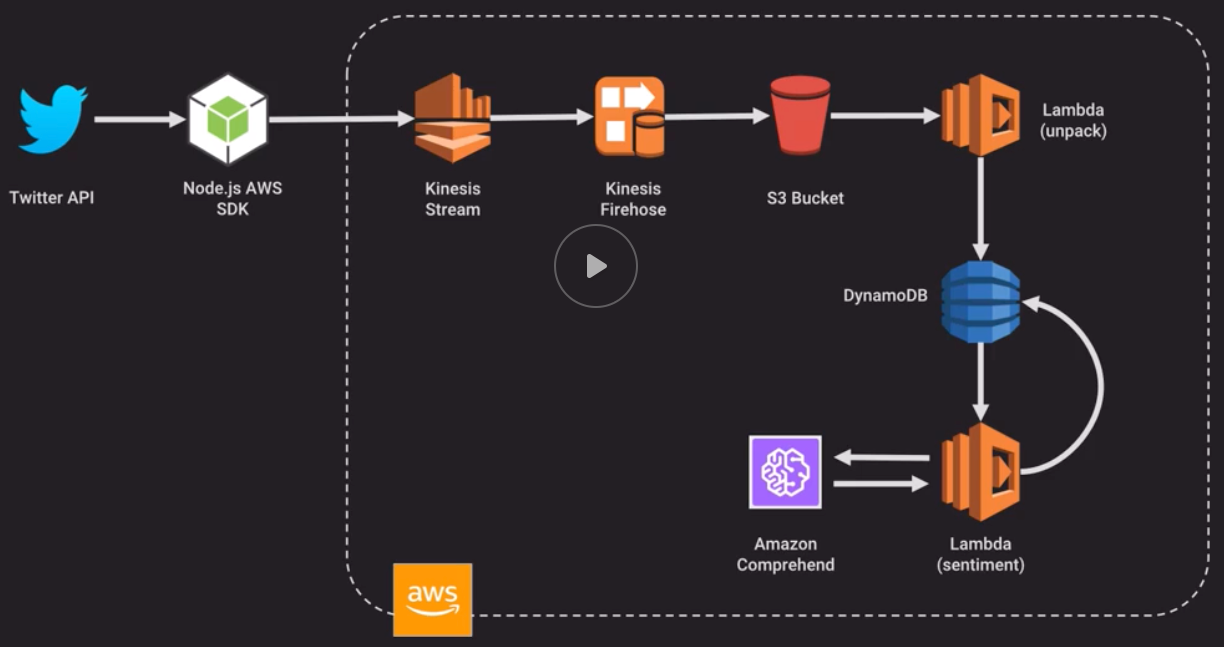 Twitter API
Node.js AWS
SDK
Kinesis
Stream
Kinesis
Firehose
S3 Bucket
Lambda
(unpack)
DynamoDB
Amazon
Comprehend
Lambda
(sentiment)
aws